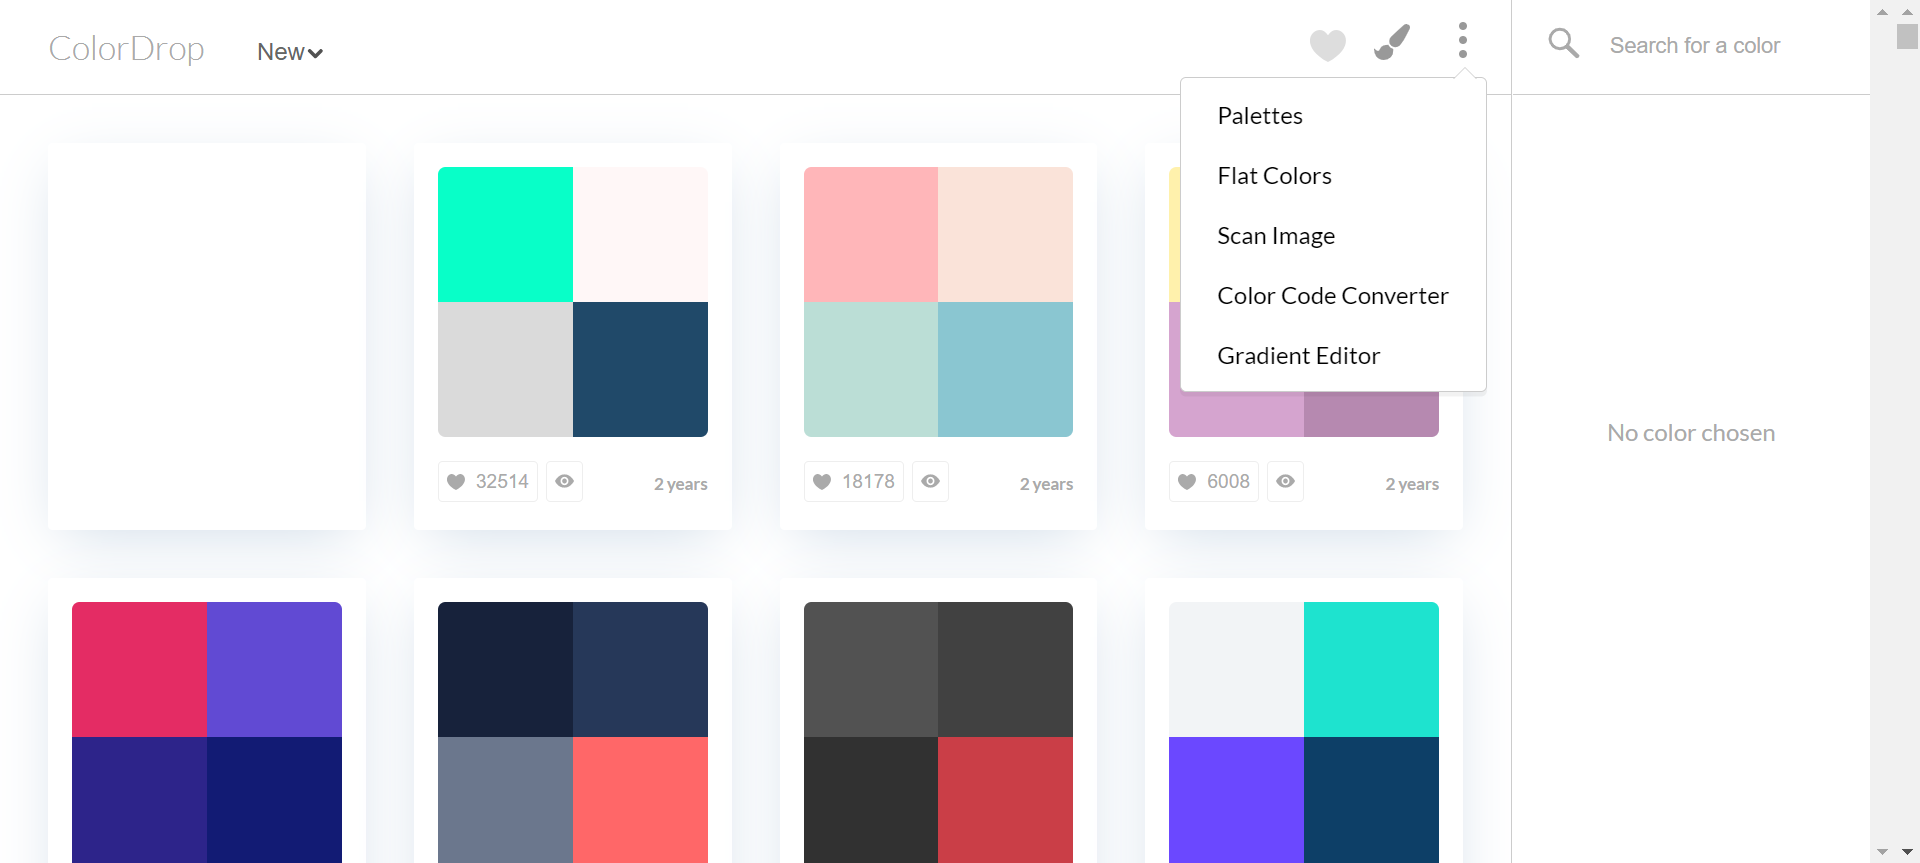 ColorDrop
New
Search for a color
Palettes
Flat Colors
Scan Image
Color Code Converter
Gradient Editor
32514
2 years
18178
2 years
6008
2 years
No color chosen